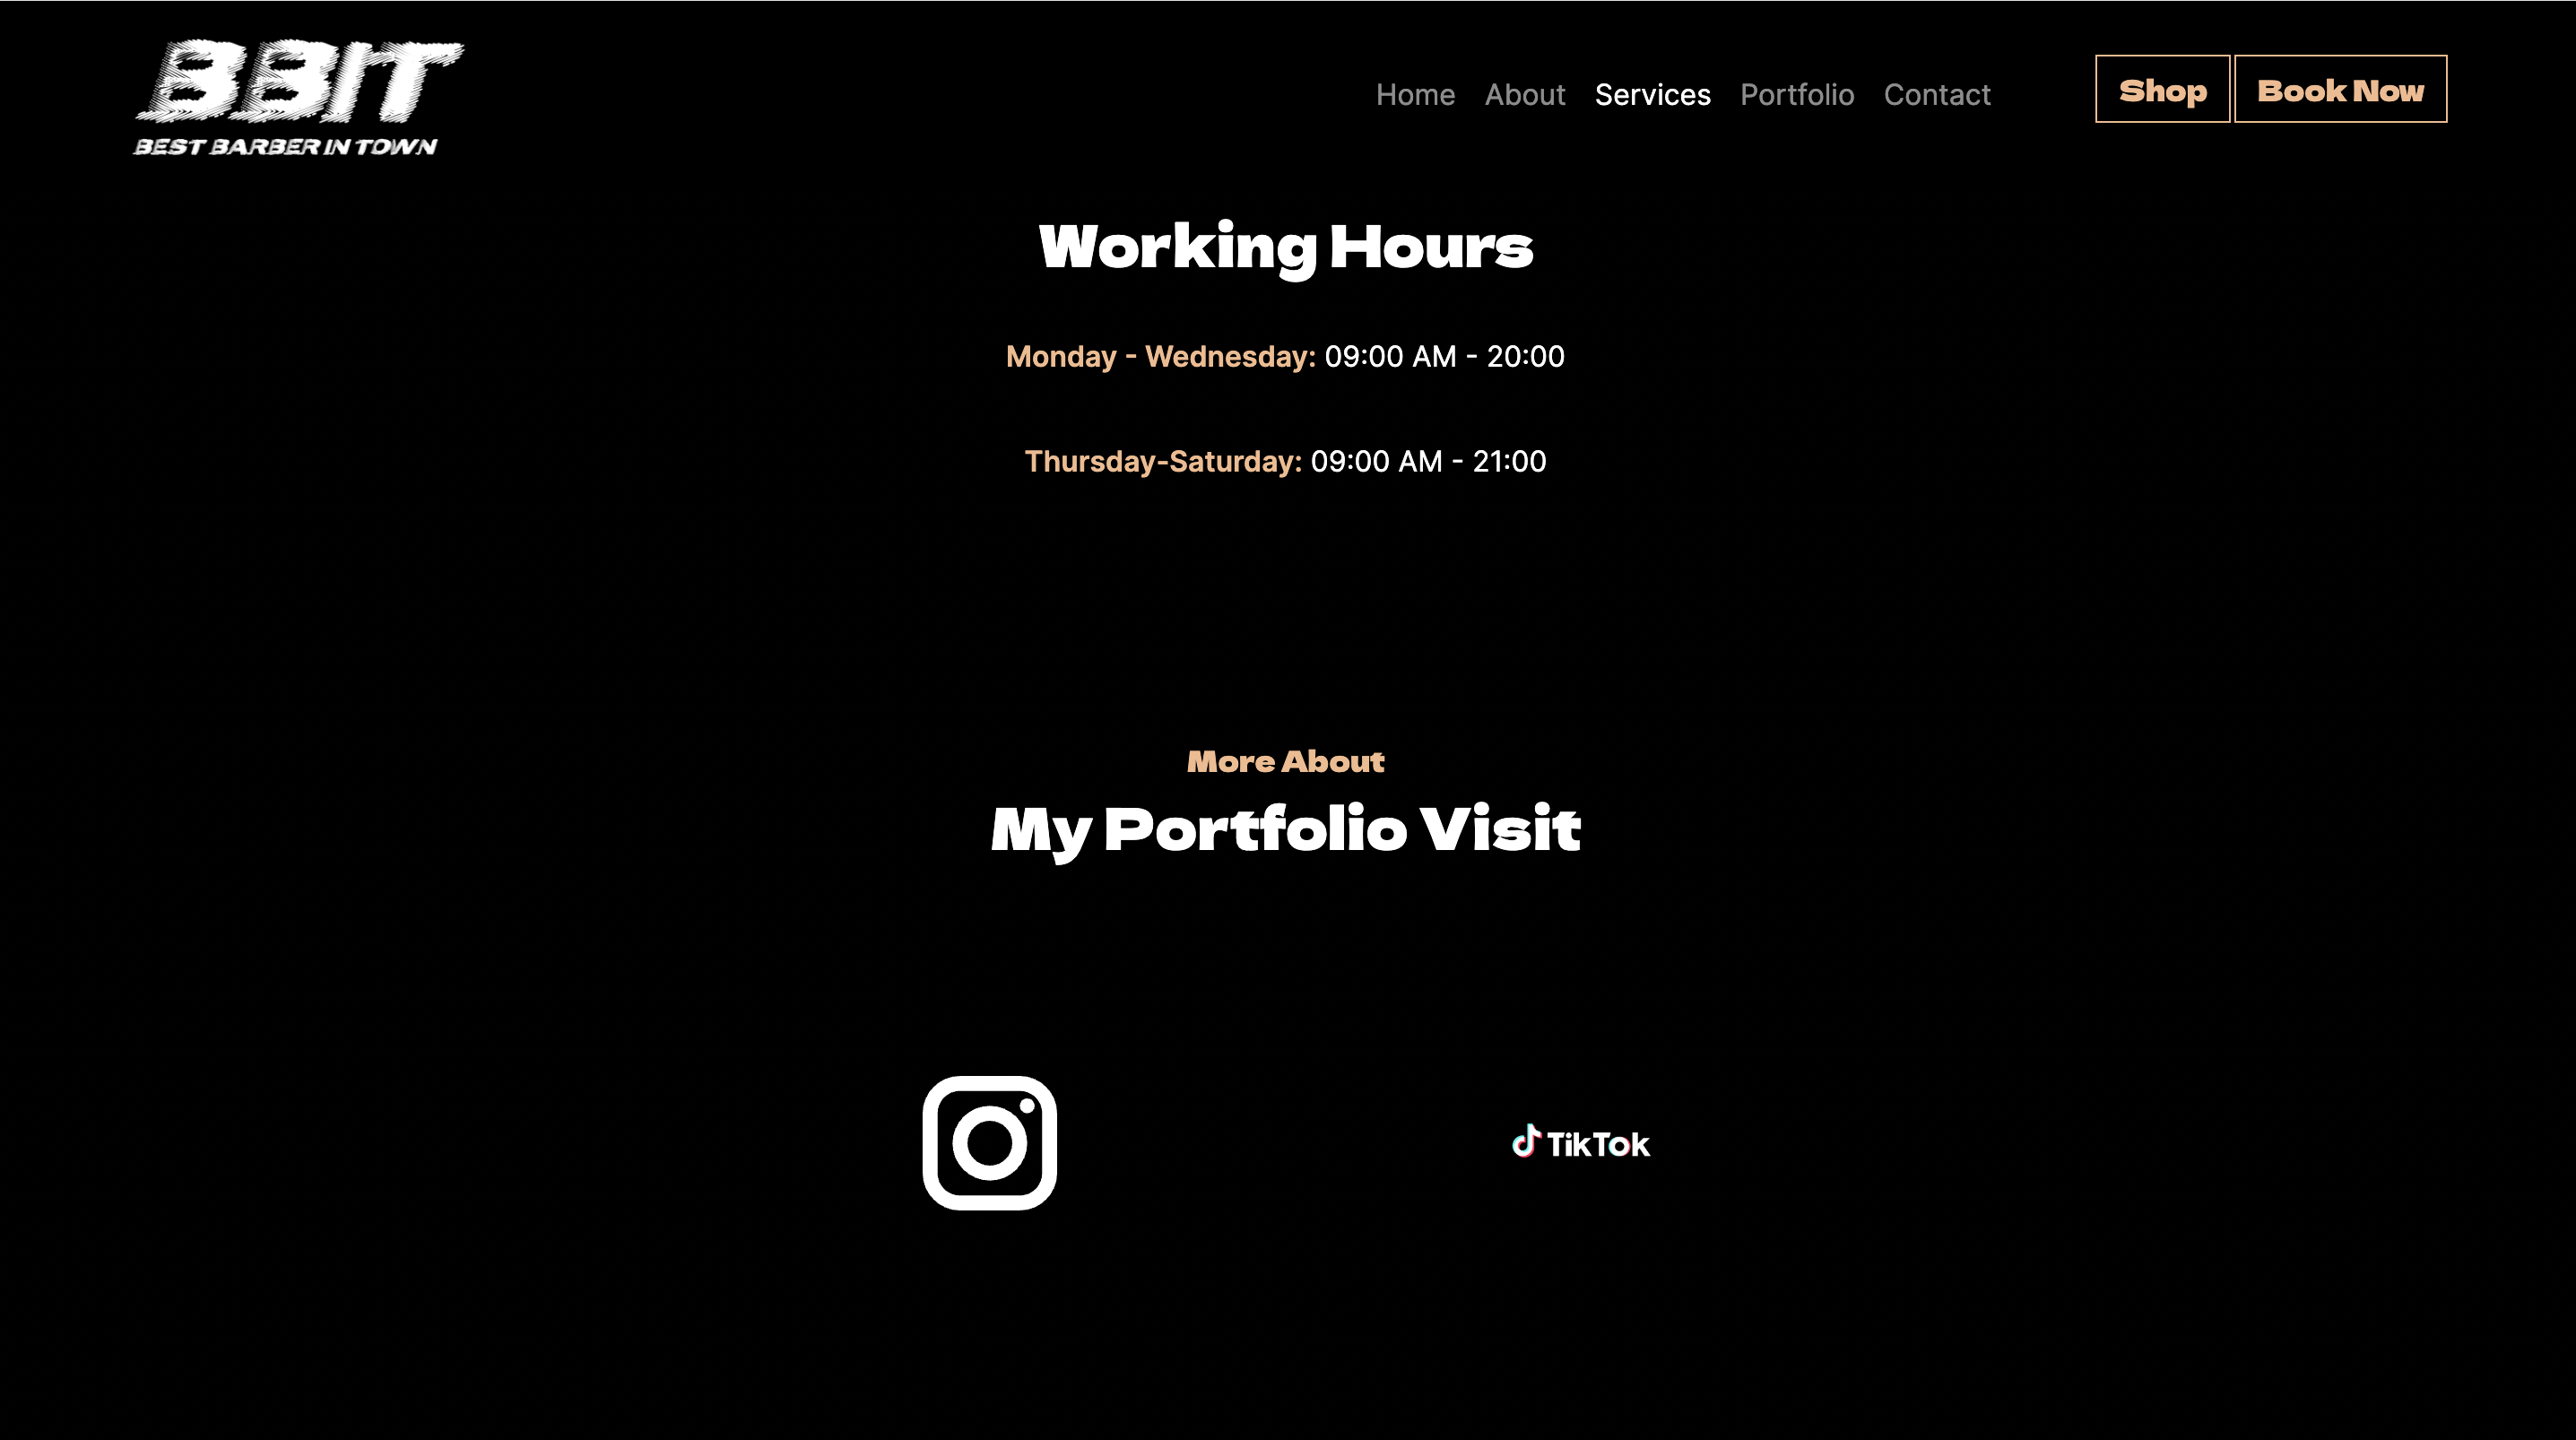 BBIT
BEST BARBER IN TOWN
Home About Services Portfolio Contact
Shop Book Now
Working Hours
Monday - Wednesday: 09:00 AM - 20:00
Thursday-Saturday: 09:00 AM - 21:00
More About
My Portfolio Visit
TikTok